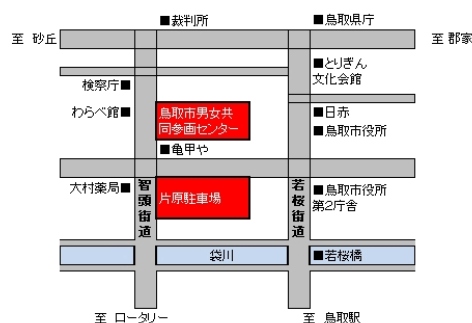 ■裁判所
■鳥取県庁
至 砂丘
至 郡家
■とりぎん
文化会館
検察庁■
わらべ館■
鳥取市男女共
同参画センター
■日赤
■鳥取市役所
■亀甲や
大村薬局■
智頭街道
片原駐車場
若桜街道
■鳥取市役所
第2庁舎
袋川
■若桜橋
至 ロータリー
至 鳥取駅